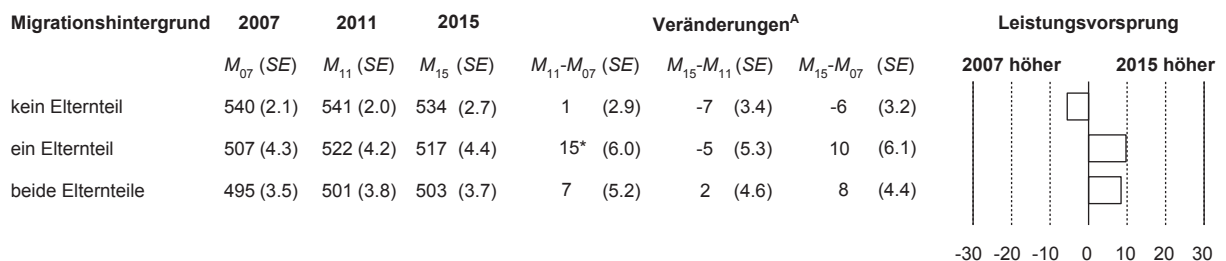 Migrationshintergrund 2007 2011 2015 Veränderungenᴬ Leistungsvorsprung
M₀₇ (SE) M₁₁ (SE) M₁₅ (SE) M₁₁-M₀₇ (SE) M₁₅-M₁₁ (SE) M₁₅-M₀₇ (SE) 2007 höher 2015 höher
kein Elternteil 540 (2.1) 541 (2.0) 534 (2.7) 1 (2.9) -7 (3.4) -6 (3.2)
ein Elternteil 507 (4.3) 522 (4.2) 517 (4.4) 15* (6.0) -5 (5.3) 10 (6.1)
beide Elternteile 495 (3.5) 501 (3.8) 503 (3.7) 7 (5.2) 2 (4.6) 8 (4.4)
-30 -20 -10 0 10 20 30